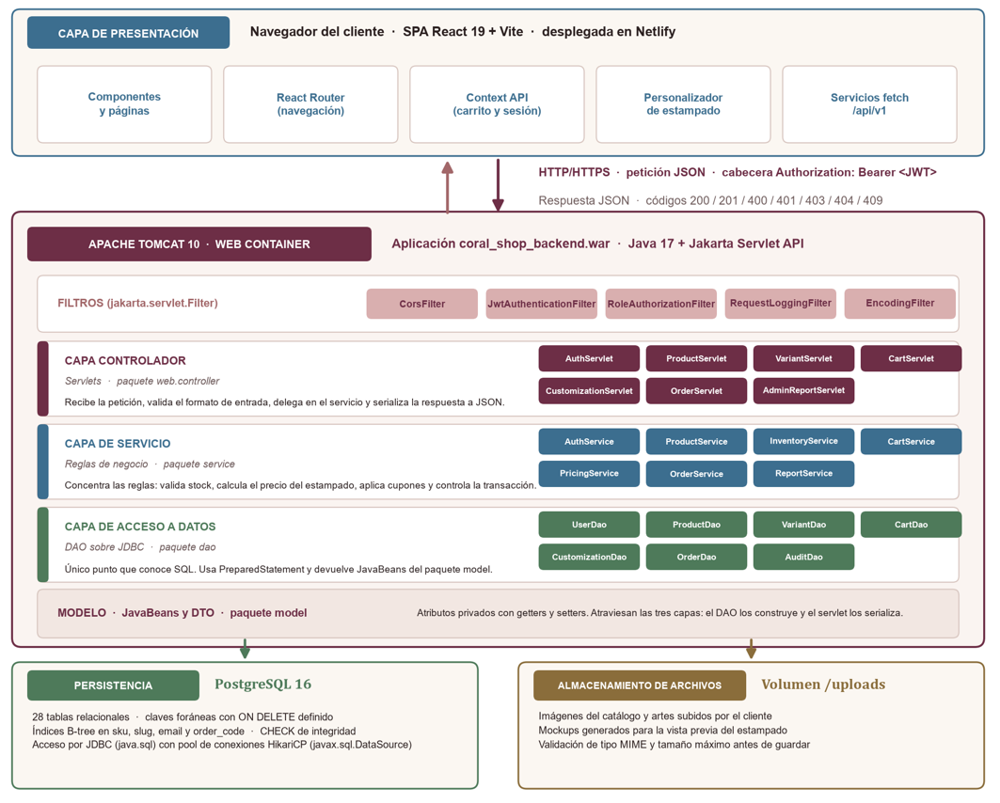 CAPA DE PRESENTACIÓN
Navegador del cliente · SPA React 19 + Vite · desplegada en Netlify
Componentes
y páginas
React Router
(navegación)
Context API
(carrito y sesión)
Personalizador
de estampado
Servicios fetch
/api/v1
HTTP/HTTPS · petición JSON · cabecera Authorization: Bearer <JWT>
Respuesta JSON · códigos 200 / 201 / 400 / 401 / 403 / 404 / 409
APACHE TOMCAT 10 · WEB CONTAINER
Aplicación coral_shop_backend.war · Java 17 + Jakarta Servlet API
FILTROS (jakarta.servlet.Filter)
CorsFilter
JwtAuthenticationFilter
RoleAuthorizationFilter
RequestLoggingFilter
EncodingFilter
CAPA CONTROLADOR
Servlets · paquete web.controller
Recibe la petición, valida el formato de entrada, delega en el servicio y serializa la respuesta a JSON.
AuthServlet
ProductServlet
VariantServlet
CartServlet
CustomizationServlet
OrderServlet
AdminReportServlet
CAPA DE SERVICIO
Reglas de negocio · paquete service
Concentra las reglas: valida stock, calcula el precio del estampado, aplica cupones y controla la transacción.
AuthService
ProductService
InventoryService
CartService
PricingService
OrderService
ReportService
CAPA DE ACCESO A DATOS
DAO sobre JDBC · paquete dao
Único punto que conoce SQL. Usa PreparedStatement y devuelve JavaBeans del paquete model.
UserDao
ProductDao
VariantDao
CartDao
CustomizationDao
OrderDao
AuditDao
MODELO · JavaBeans y DTO · paquete model
Atributos privados con getters y setters. Atraviesan las tres capas: el DAO los construye y el servlet los serializa.
PERSISTENCIA
PostgreSQL 16
28 tablas relacionales · claves foráneas con ON DELETE definido
Índices B-tree en sku, slug, email y order_code · CHECK de integridad
Acceso por JDBC (java.sql) con pool de conexiones HikariCP (javax.sql.DataSource)
ALMACENAMIENTO DE ARCHIVOS
Volumen /uploads
Imágenes del catálogo y artes subidos por el cliente
Mockups generados para la vista previa del estampado
Validación de tipo MIME y tamaño máximo antes de guardar